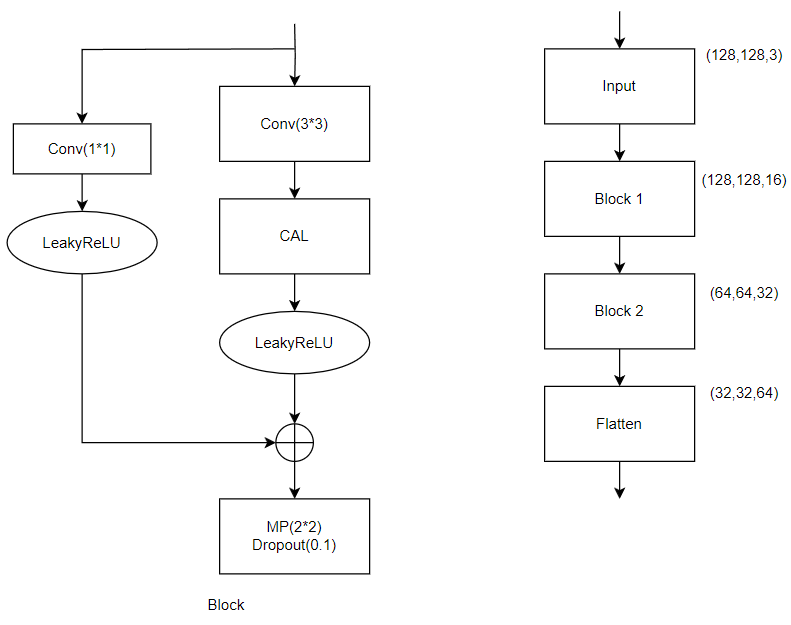 Conv(1*1)
LeakyReLU
Conv(3*3)
CAL
LeakyReLU
MP(2*2)
Dropout(0.1)
Block
(128,128,3)
Input
(128,128,16)
Block 1
(64,64,32)
Block 2
(32,32,64)
Flatten